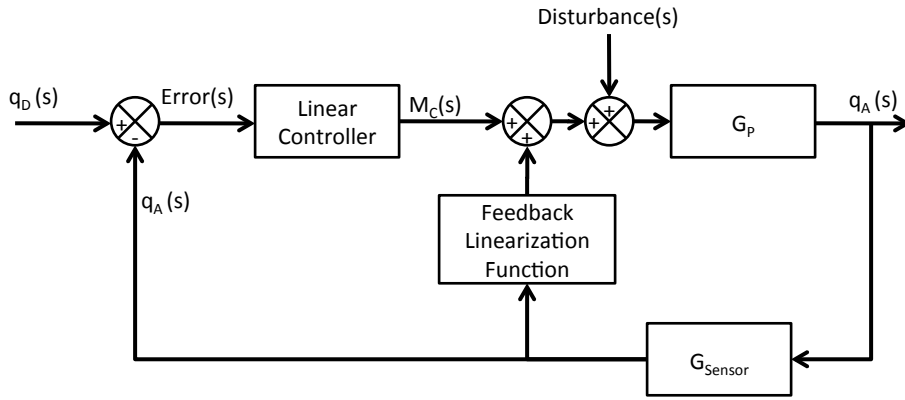 Disturbance(s)
q_D (s)
Error(s)
Linear
Controller
M_C(s)
G_P
q_A (s)
+
-
+
+
+
+
q_A (s)
Feedback
Linearization
Function
G_Sensor